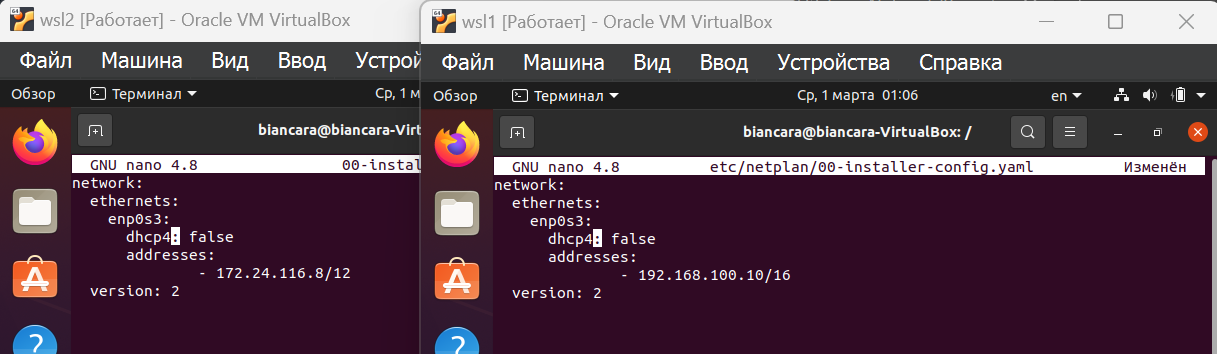 wsl2 [Работает] - Oracle VM VirtualBox
Файл Машина Вид Ввод Устрой
Обзор Терминал Ср, 1 м
biancara@biancara-Virt
GNU nano 4.8 00-instal
network:
  ethernets:
    enp0s3:
      dhcp4: false
      addresses:
              - 172.24.116.8/12
  version: 2
wsl1 [Работает] - Oracle VM VirtualBox
Файл Машина Вид Ввод Устройства Справка
Обзор Терминал Ср, 1 марта 01:06 en
biancara@biancara-VirtualBox: /
GNU nano 4.8 etc/netplan/00-installer-config.yaml Изменён
network:
  ethernets:
    enp0s3:
      dhcp4: false
      addresses:
              - 192.168.100.10/16
  version: 2